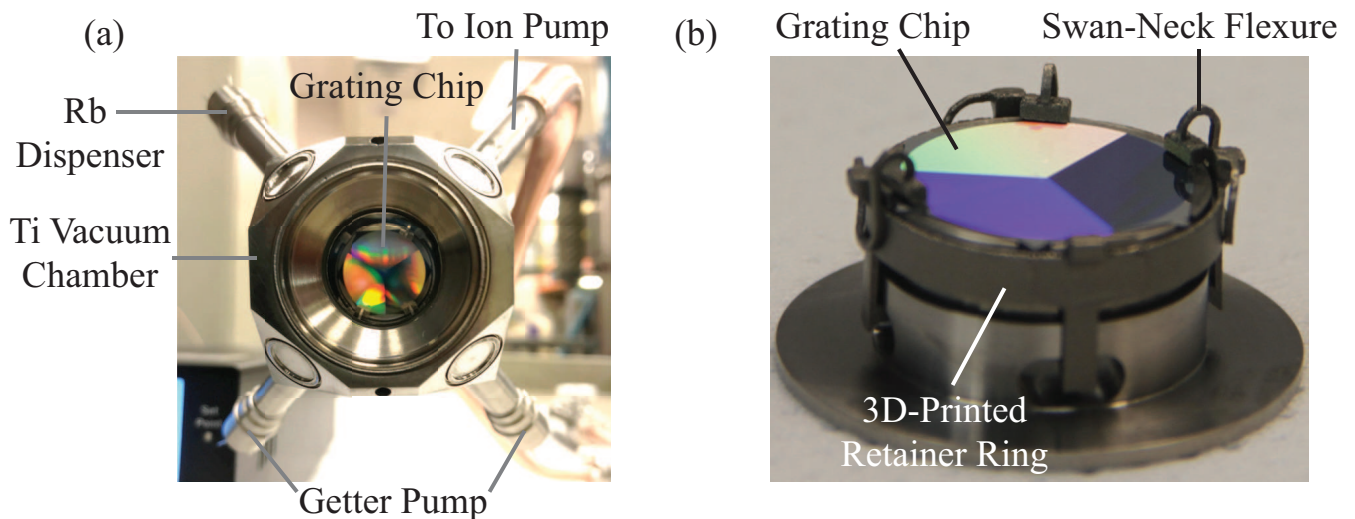 (a)
To Ion Pump
Grating Chip
Rb
Dispenser
Ti Vacuum
Chamber
Getter Pump
(b)
Grating Chip
Swan-Neck Flexure
3D-Printed
Retainer Ring